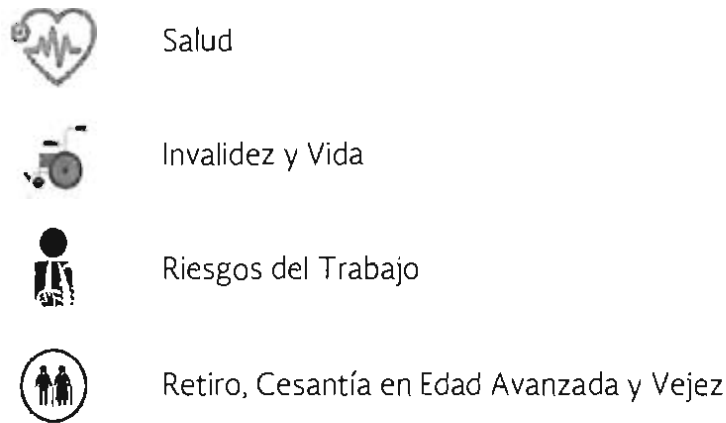 Salud
Invalidez y Vida
Riesgos del Trabajo
Retiro, Cesantía en Edad Avanzada y Vejez